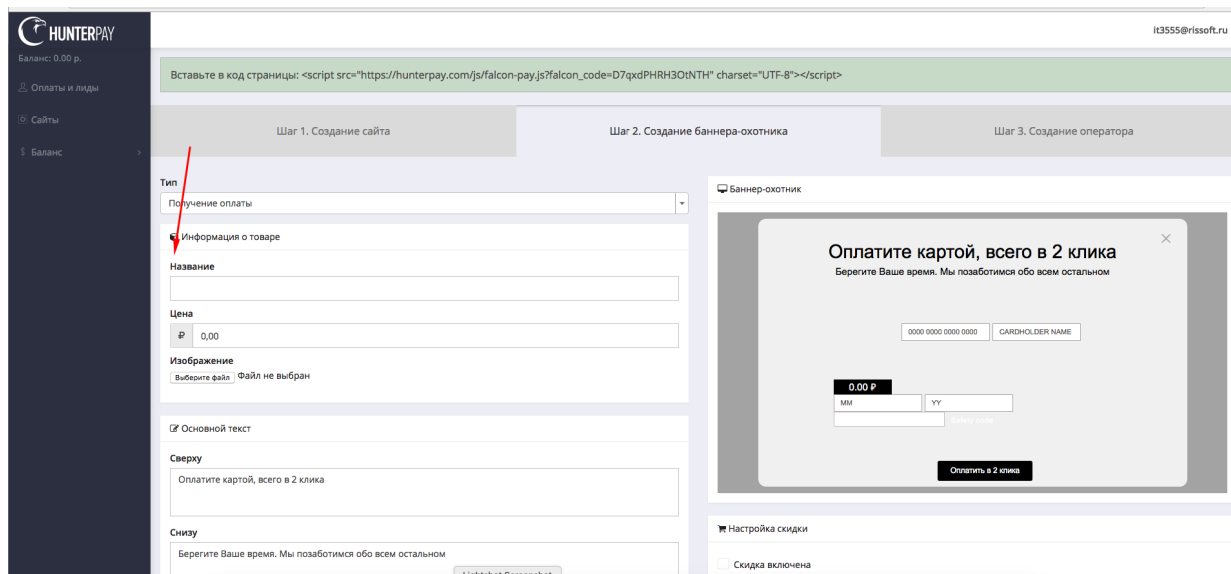 HUNTERPAY
it3555@rissoft.ru
Баланс: 0.00 р.
Оплаты и лиды
Сайты
$ Баланс
Вставьте в код страницы: <script src="https://hunterpay.com/js/falcon-pay.js?falcon_code=D7qxdPHRH3OtNTH" charset="UTF-8"></script>
Шаг 1. Создание сайта
Шаг 2. Создание баннера-охотника
Шаг 3. Создание оператора
Тип
Получение оплаты
Информация о товаре
Название
Цена
₽ 0,00
Изображение
Выберите файл Файл не выбран
Основной текст
Сверху
Оплатите картой, всего в 2 клика
Снизу
Берегите Ваше время. Мы позаботимся обо всем остальном
Lightshot Screenshot
Баннер-охотник
Оплатите картой, всего в 2 клика
Берегите Ваше время. Мы позаботимся обо всем остальном
0000 0000 0000 0000 CARDHOLDER NAME
0.00 ₽
MM YY
Оплатить в 2 клика
Настройка скидки
Скидка включена